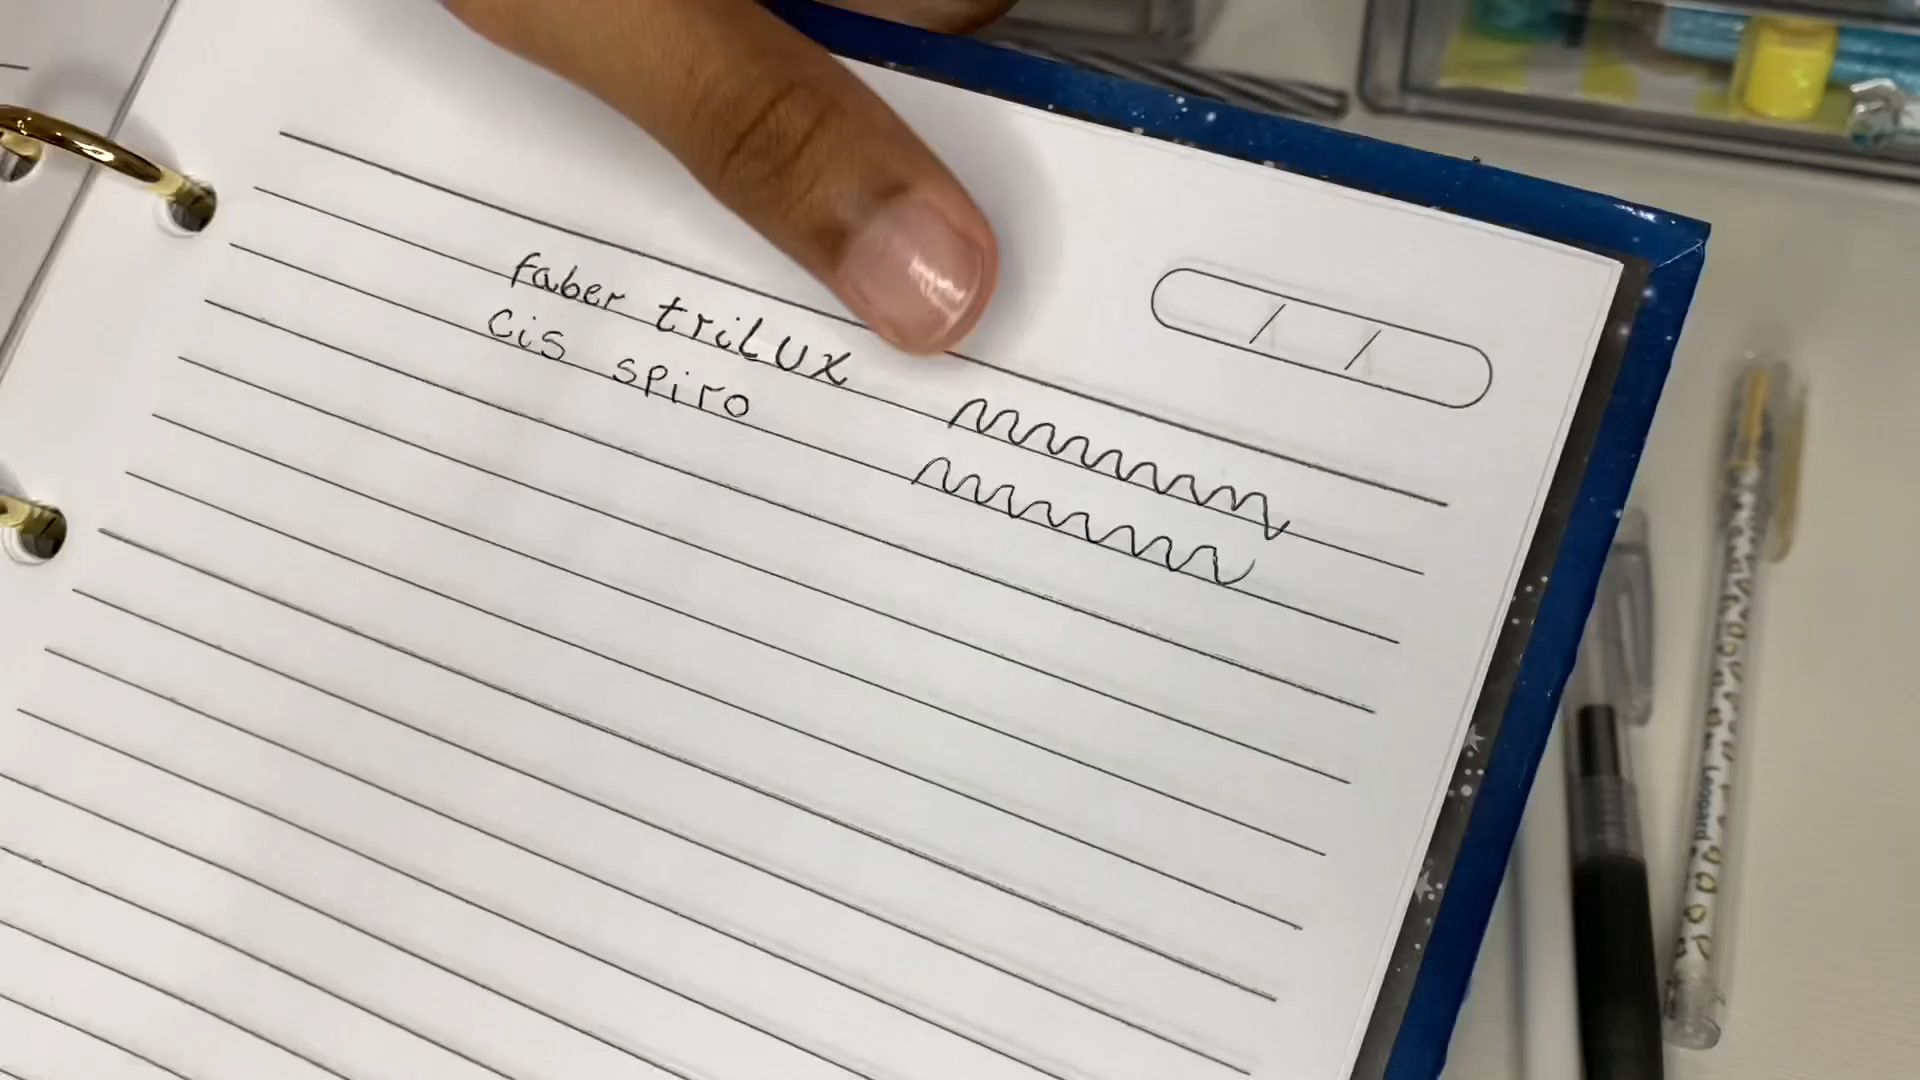 faber trilux
cis spiro
/ /